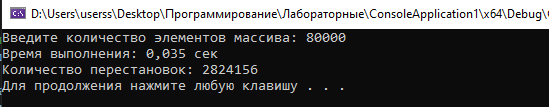 D:\Users\userss\Desktop\Программирование\Лабораторные\ConsoleApplication1\x64\Debug\
Введите количество элементов массива: 80000
Время выполнения: 0,035 сек
Количество перестановок: 2824156
Для продолжения нажмите любую клавишу . . .